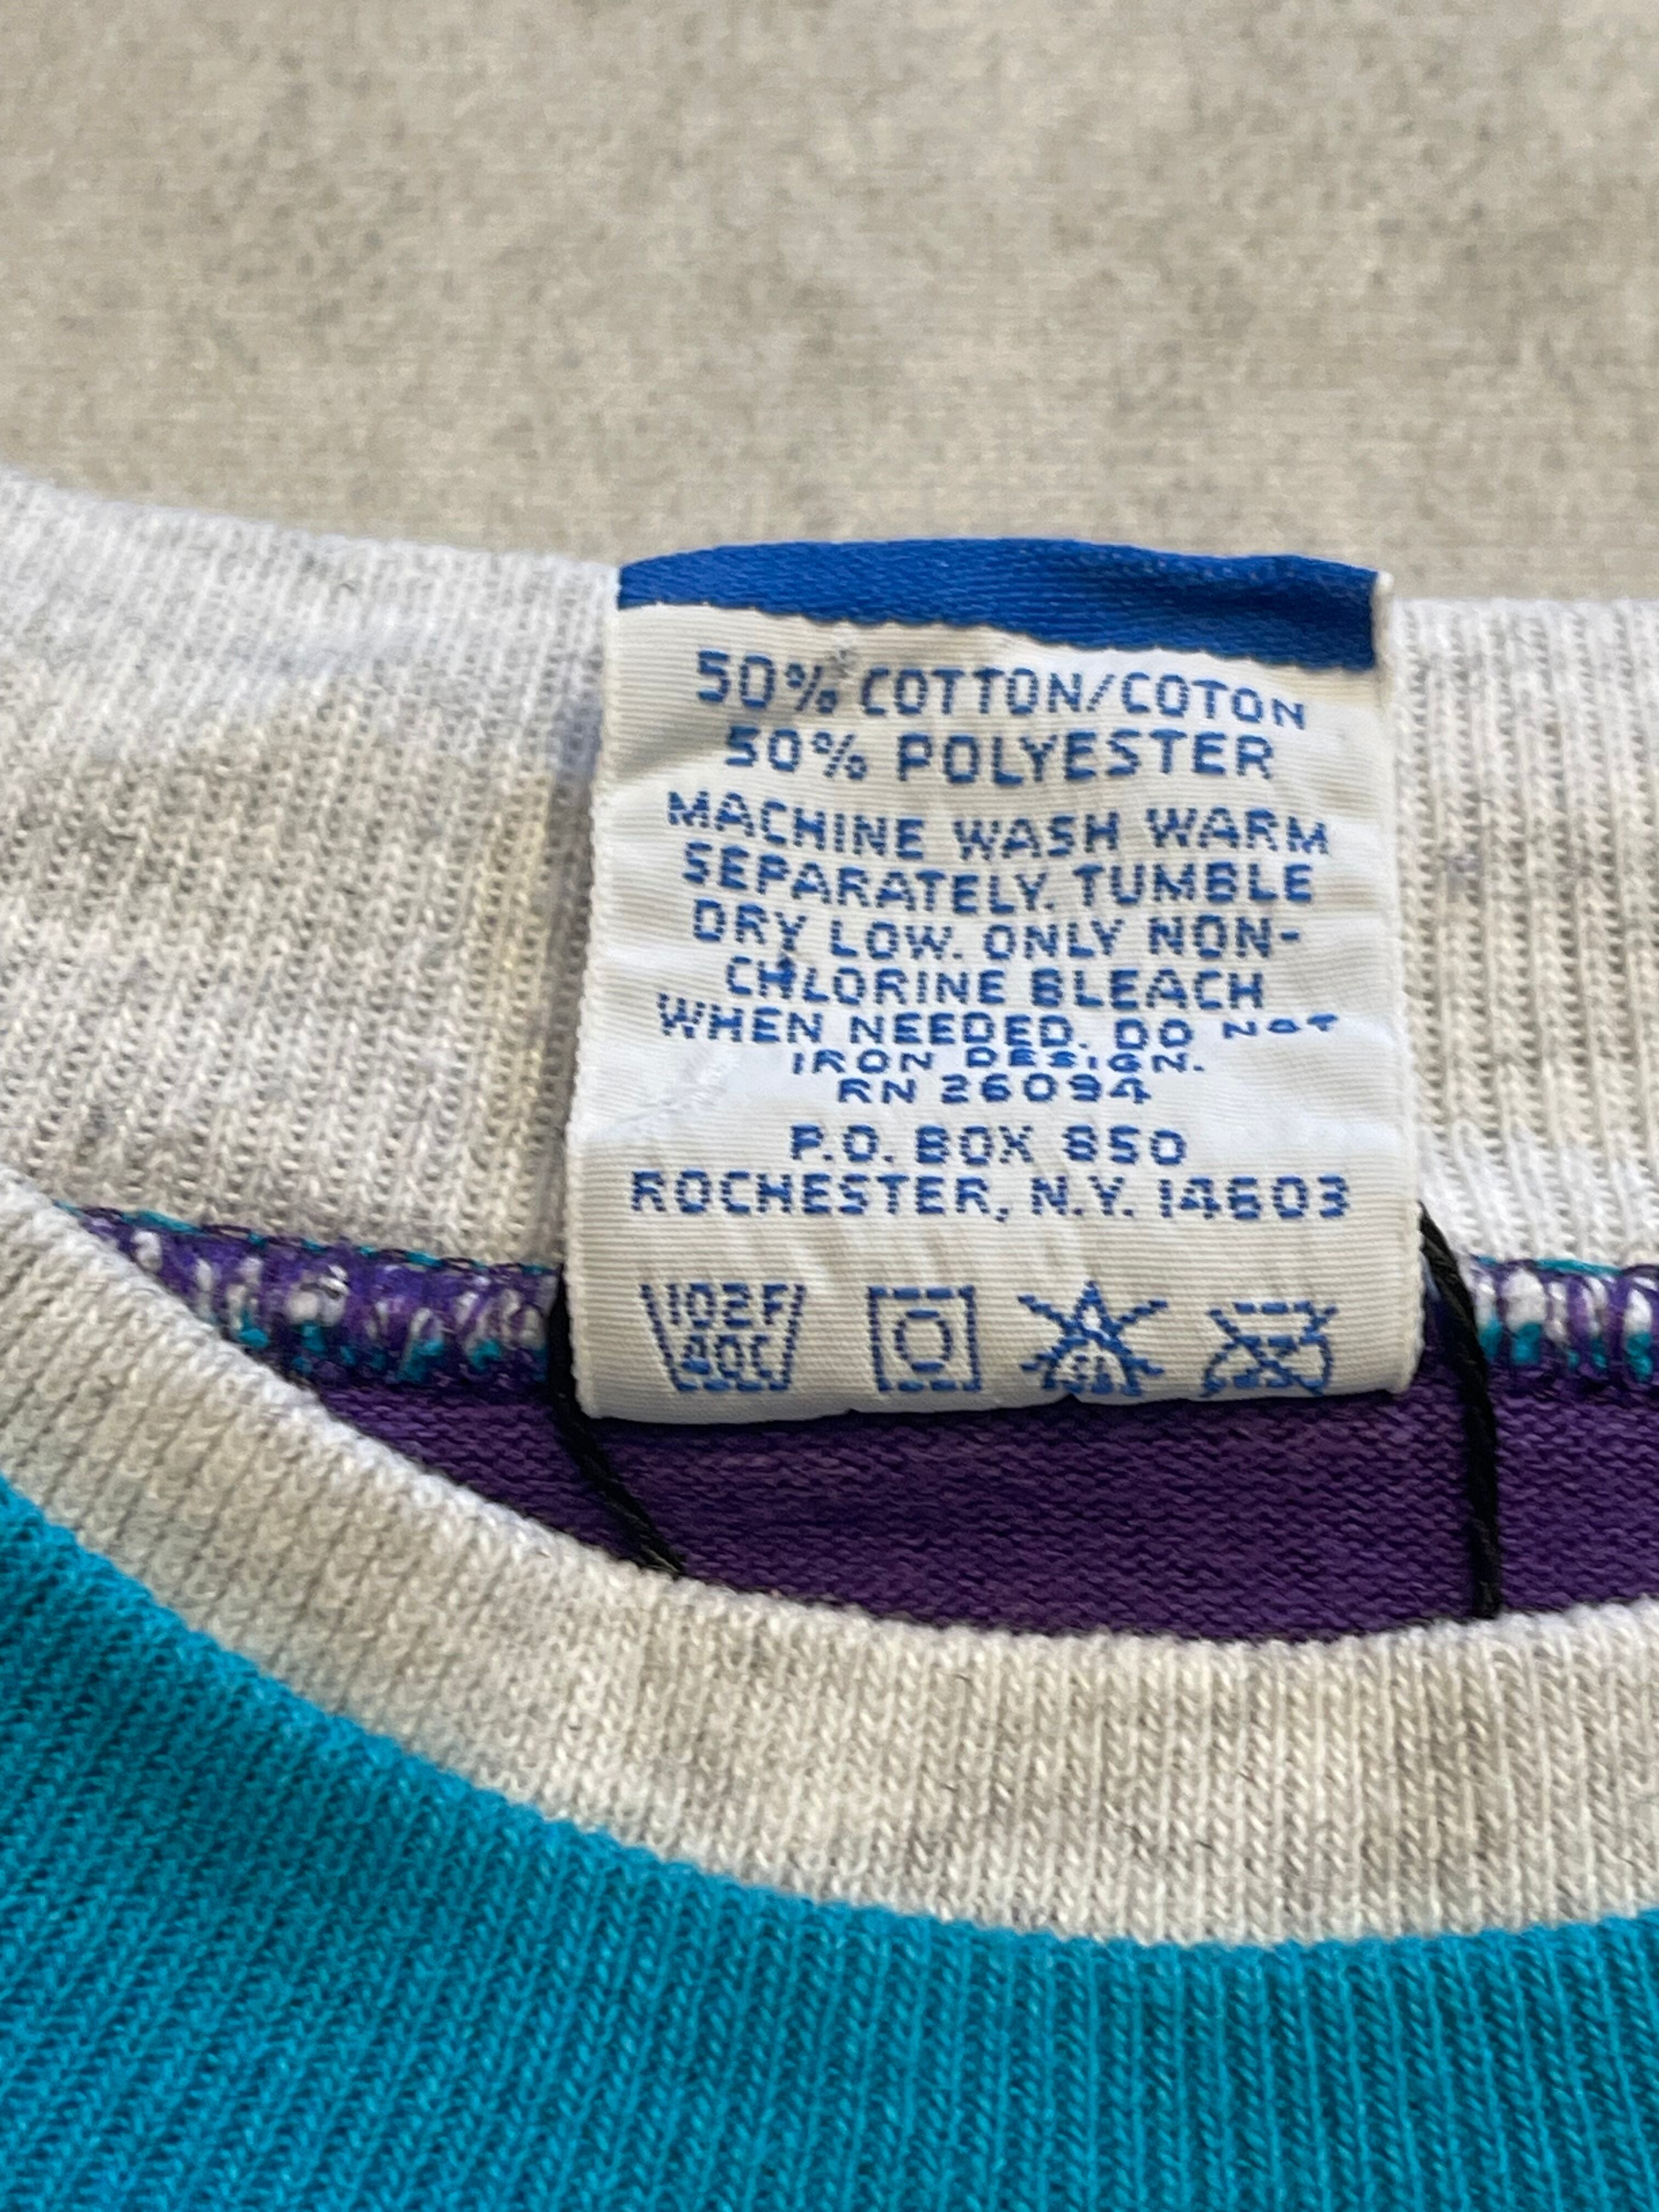 50% COTTON/COTON
50% POLYESTER
MACHINE WASH WARM
SEPARATELY. TUMBLE
DRY LOW. ONLY NON-
CHLORINE BLEACH
WHEN NEEDED. DO NOT
IRON DESIGN.
RN 26094
P.O. BOX 850
ROCHESTER, N.Y. 14603
102F
40C